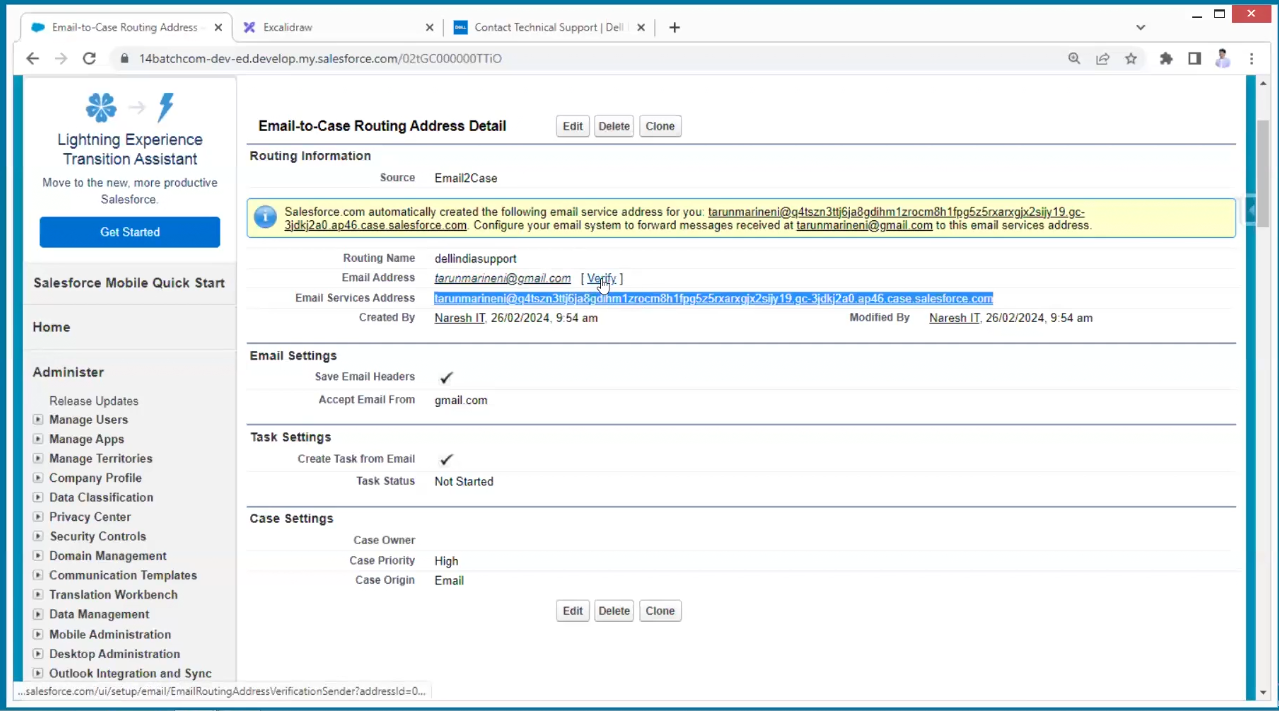 Email-to-Case Routing Address -
Excalidraw
DELL
Contact Technical Support | Dell
14batchcom-dev-ed.develop.my.salesforce.com/02tGC000000TTiO
Lightning Experience
Transition Assistant
Move to the new, more productive
Salesforce.
Get Started
Salesforce Mobile Quick Start
Home
Administer
Release Updates
Manage Users
Manage Apps
Manage Territories
Company Profile
Data Classification
Privacy Center
Security Controls
Domain Management
Communication Templates
Translation Workbench
Data Management
Mobile Administration
Desktop Administration
Outlook Integration and Sync
Email-to-Case Routing Address Detail
Edit Delete Clone
Routing Information
Source Email2Case
Salesforce.com automatically created the following email service address for you: tarunmarineni@q4tszn3ttj6ja8gdihm1zrocm8h1fpg5z5rxarxgjx2sijy19.gc-
3jdkj2a0.ap46.case.salesforce.com. Configure your email system to forward messages received at tarunmarineni@gmail.com to this email services address.
Routing Name dellindiasupport
Email Address tarunmarineni@gmail.com [ Verify ]
Email Services Address tarunmarineni@q4tszn3ttj6ja8gdihm1zrocm8h1fpg5z5rxarxgjx2sijy19.gc-3jdkj2a0.ap46.case.salesforce.com
Created By Naresh IT, 26/02/2024, 9:54 am Modified By Naresh IT, 26/02/2024, 9:54 am
Email Settings
Save Email Headers
Accept Email From gmail.com
Task Settings
Create Task from Email
Task Status Not Started
Case Settings
Case Owner
Case Priority High
Case Origin Email
Edit Delete Clone
...salesforce.com/ui/setup/email/EmailRoutingAddressVerificationSender?addressId=0...